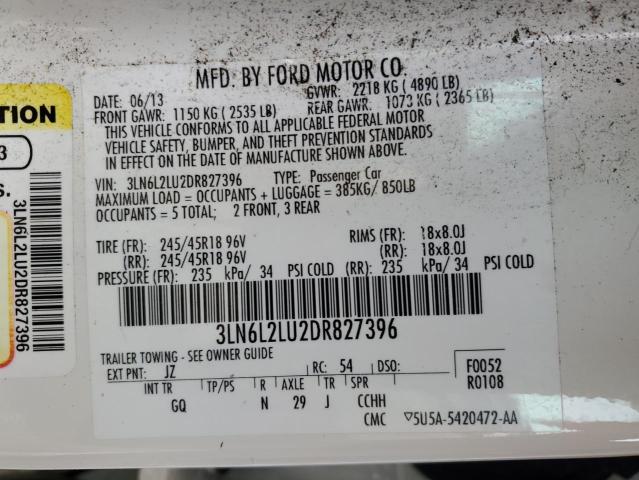 MFD. BY FORD MOTOR CO.
DATE: 06/13 GVWR: 2218 KG ( 4890 LB)
FRONT GAWR: 1150 KG ( 2535 LB) REAR GAWR: 1073 KG ( 2365 LB)
THIS VEHICLE CONFORMS TO ALL APPLICABLE FEDERAL MOTOR
VEHICLE SAFETY, BUMPER, AND THEFT PREVENTION STANDARDS
IN EFFECT ON THE DATE OF MANUFACTURE SHOWN ABOVE.
VIN: 3LN6L2LU2DR827396 TYPE: Passenger Car
MAXIMUM LOAD = OCCUPANTS + LUGGAGE = 385KG/ 850LB
OCCUPANTS = 5 TOTAL; 2 FRONT, 3 REAR
TIRE (FR): 245/45R18 96V RIMS (FR): 18x8.0J
(RR): 245/45R18 96V (RR): 18x8.0J
PRESSURE (FR): 235 kPa/ 34 PSI COLD (RR): 235 kPa/ 34 PSI COLD
3LN6L2LU2DR827396
TRAILER TOWING - SEE OWNER GUIDE
EXT PNT: JZ RC: 54 DSO: F0052
R0108
INT TR TP/PS R AXLE TR SPR
GQ N 29 J CCHH
CMC ▽5U5A-5420472-AA
TION
3
S.
3LN6L2LU2DR827396